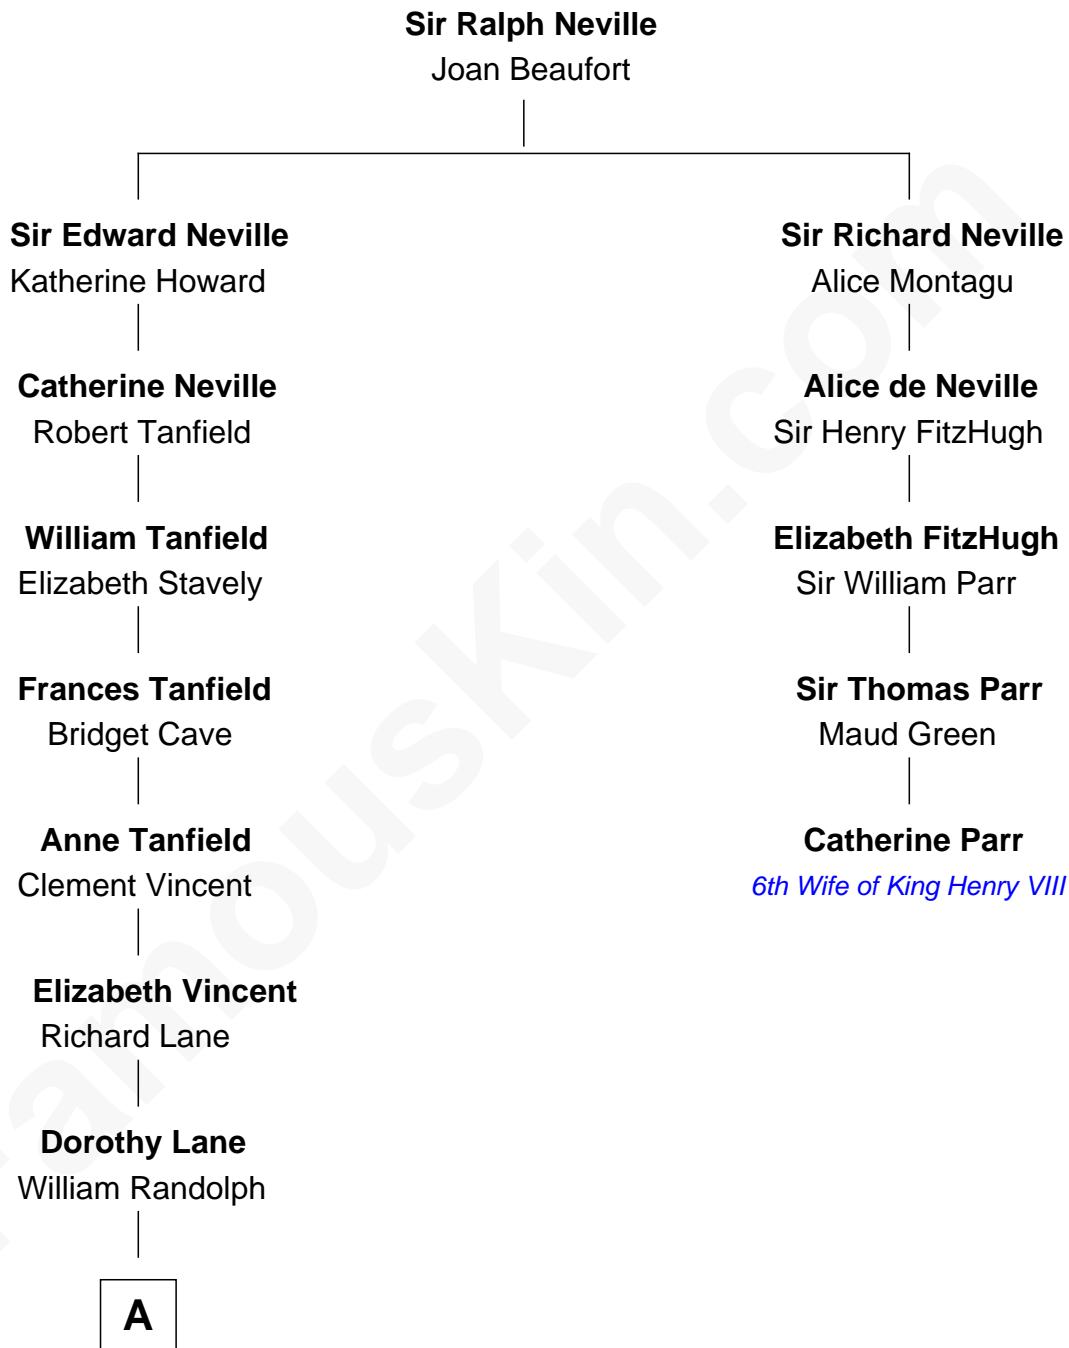 Sir Ralph Neville
Joan Beaufort
Sir Edward Neville
Katherine Howard
Sir Richard Neville
Alice Montagu
Catherine Neville
Robert Tanfield
Alice de Neville
Sir Henry FitzHugh
William Tanfield
Elizabeth Stavely
Elizabeth FitzHugh
Sir William Parr
Frances Tanfield
Bridget Cave
Sir Thomas Parr
Maud Green
Anne Tanfield
Clement Vincent
Catherine Parr
6th Wife of King Henry VIII
Elizabeth Vincent
Richard Lane
Dorothy Lane
William Randolph
A
FamousKin.com